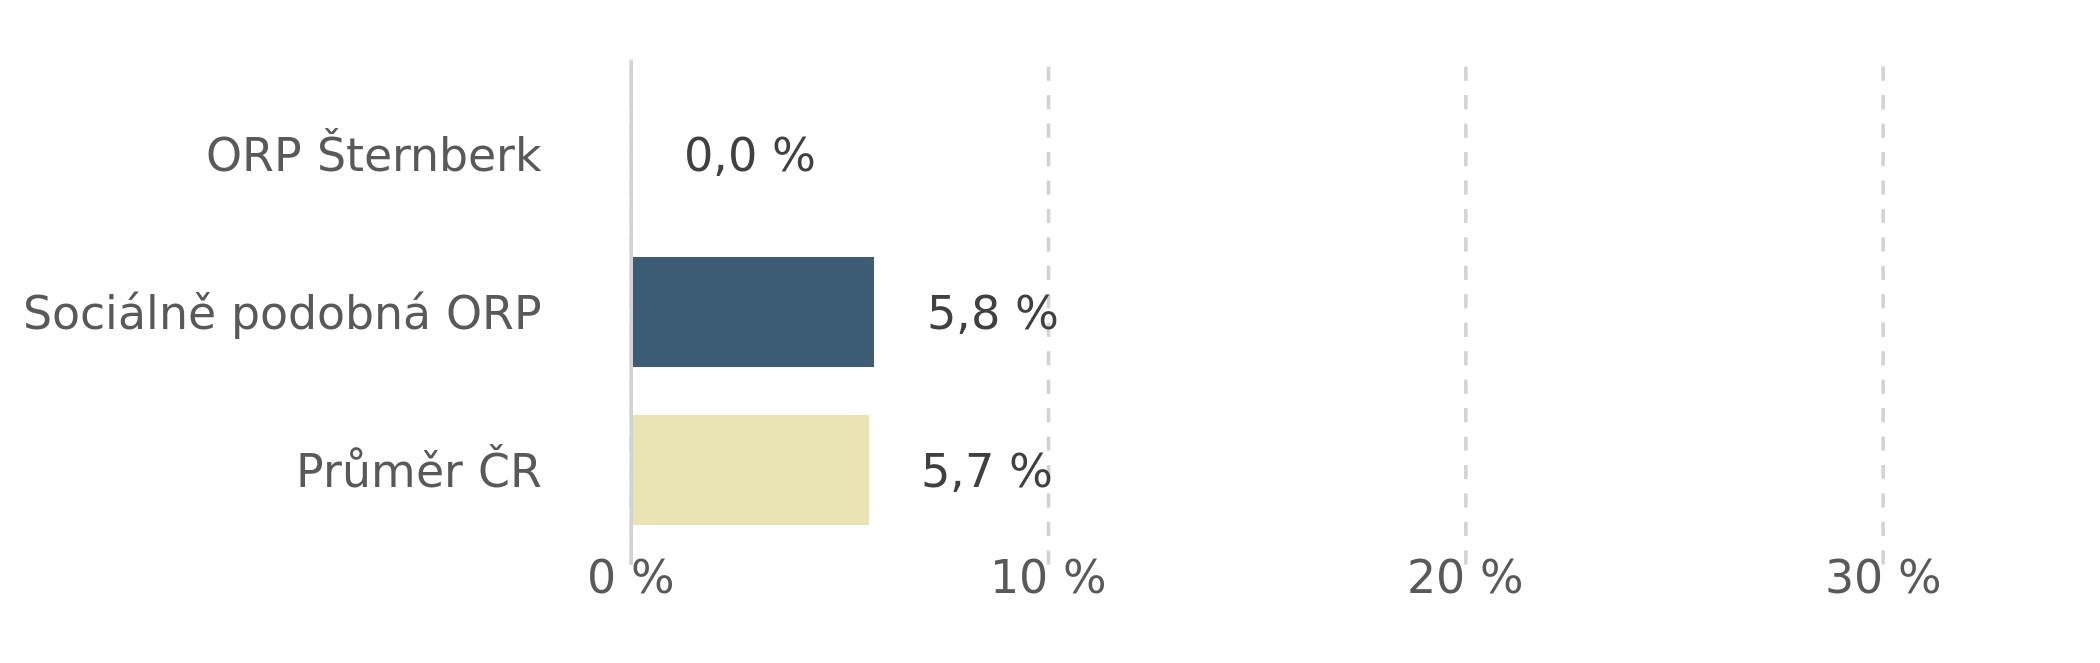 ORP Šternberk 0,0 %
Sociálně podobná ORP 5,8 %
Průměr ČR 5,7 %
0 % 10 % 20 % 30 %